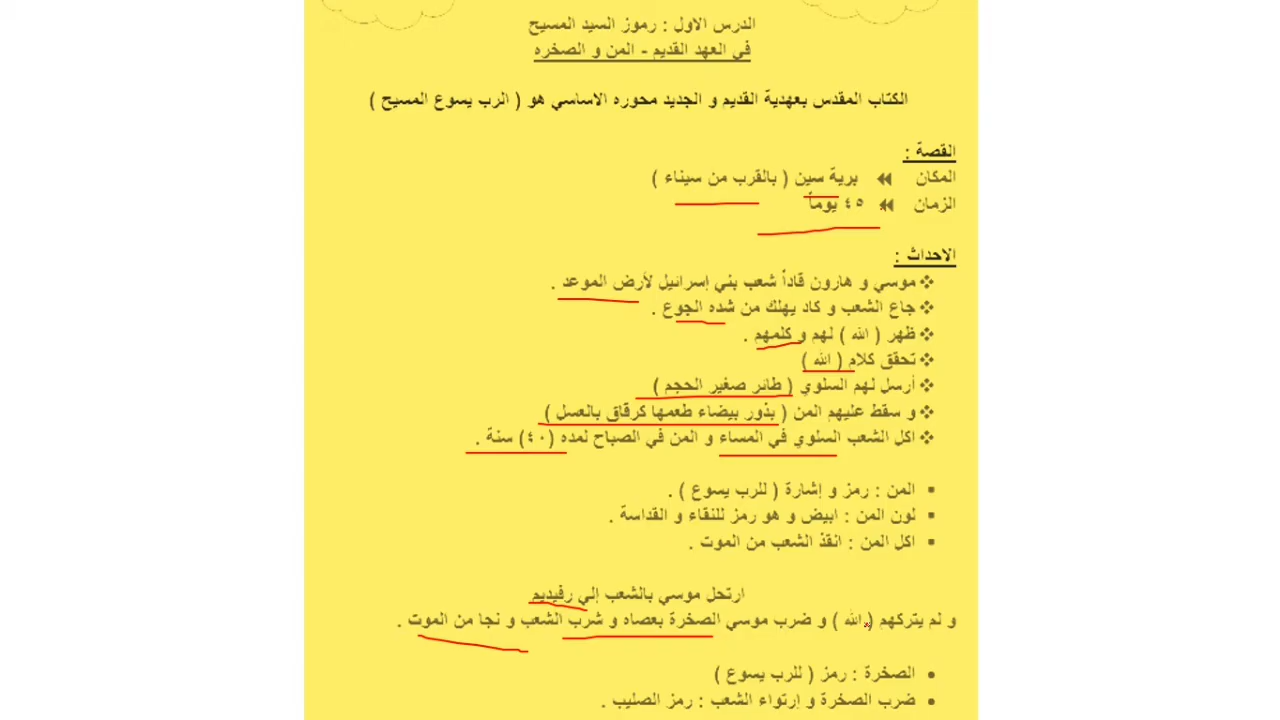 الدرس الاول : رموز السيد المسيح
في العهد القديم - المن و الصخره
الكتاب المقدس بعهدية القديم و الجديد محوره الاساسي هو ( الرب يسوع المسيح )
القصة :
المكان برية سين ( بالقرب من سيناء )
الزمان ٤٥ يوماً
الاحداث :
موسي و هارون قاداً شعب بني إسرائيل لأرض الموعد .
جاع الشعب و كاد يهلك من شده الجوع .
ظهر ( الله ) لهم و كلمهم .
تحقق كلام ( الله )
أرسل لهم السلوي ( طائر صغير الحجم )
و سقط عليهم المن ( بذور بيضاء طعمها كرقاق بالعسل )
اكل الشعب السلوي في المساء و المن في الصباح لمده (٤٠) سنة .
المن : رمز و إشارة ( للرب يسوع ) .
لون المن : ابيض و هو رمز للنقاء و القداسة .
اكل المن : انقذ الشعب من الموت .
ارتحل موسي بالشعب إلي رفيديم
و لم يتركهم ( الله ) و ضرب موسي الصخرة بعصاه و شرب الشعب و نجا من الموت .
الصخرة : رمز ( للرب يسوع )
ضرب الصخرة و إرتواء الشعب : رمز الصليب .